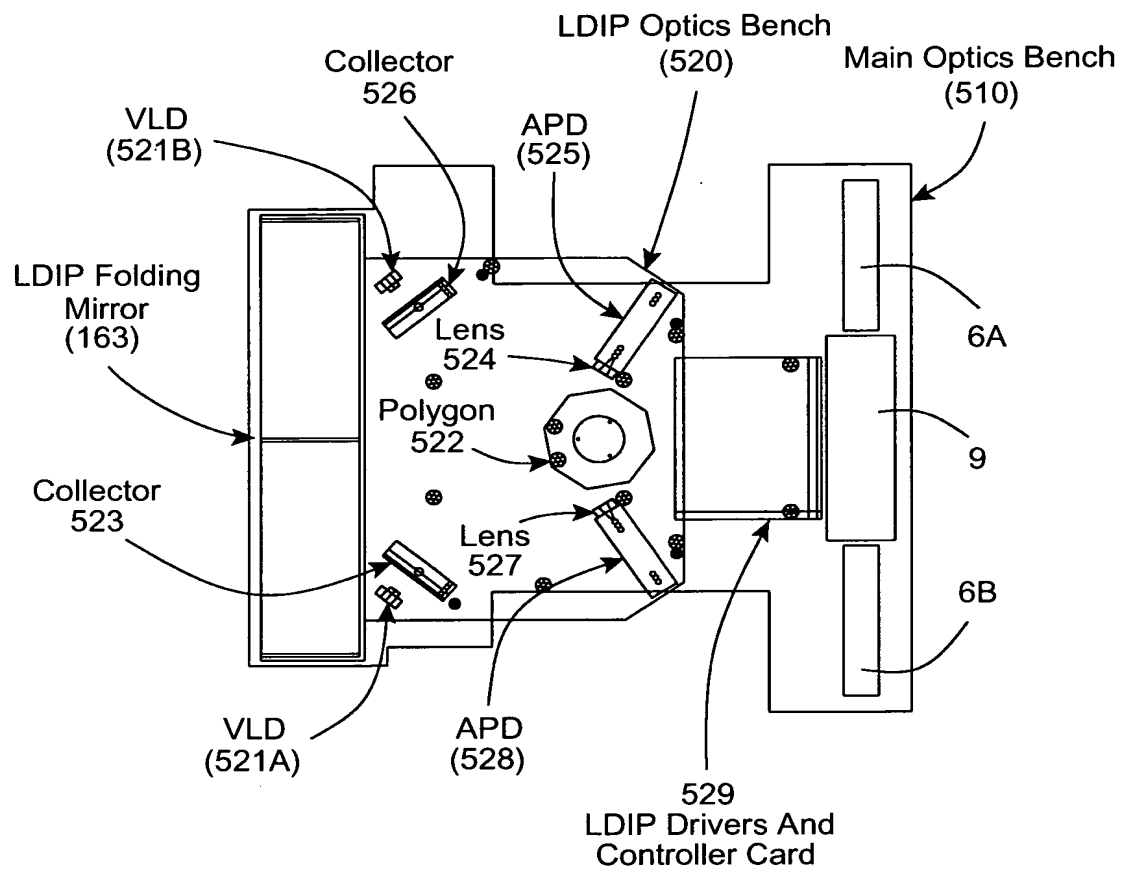 LDIP Optics Bench
(520)
Main Optics Bench
(510)
Collector
526
VLD
(521B)
APD
(525)
LDIP Folding
Mirror
(163)
Lens
524
6A
Polygon
522
9
Collector
523
Lens
527
6B
VLD
(521A)
APD
(528)
529
LDIP Drivers And
Controller Card